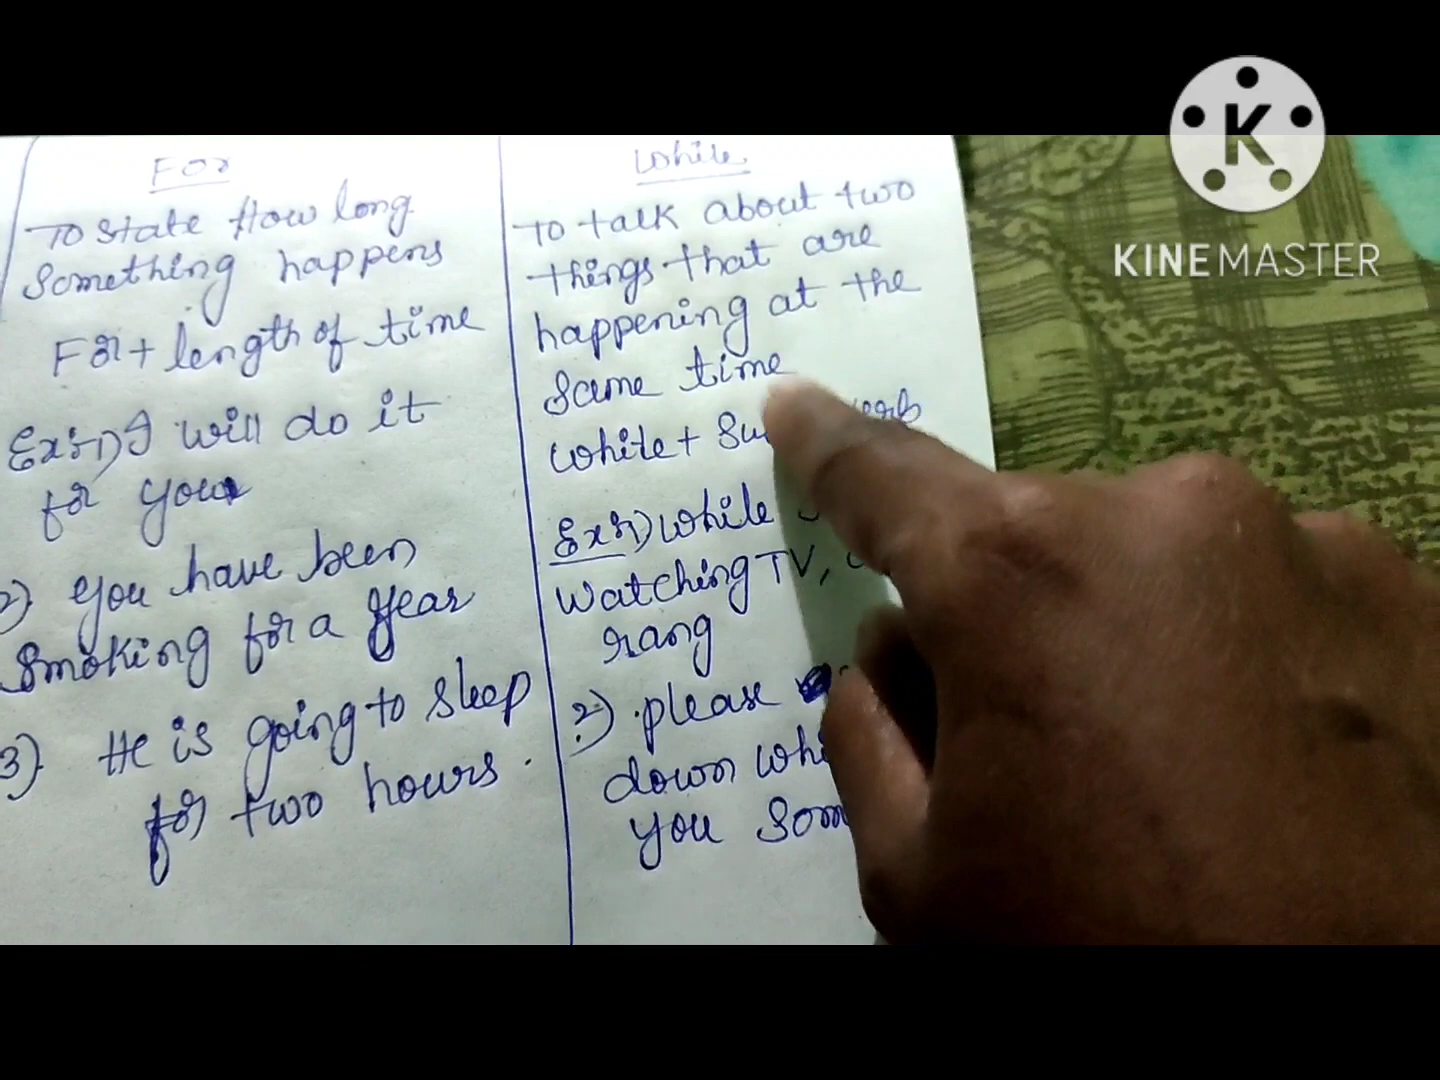 For
To state How long
Something happens
For + length of time
Ex:- 1) I will do it
for you
2) you have been
Smoking for a year
3) He is going to sleep
for two hours.
While
To talk about two
things that are
happening at the
Same time
While +
Ex:- 1) While
Watching TV,
rang
2) please
down
you
K
KINEMASTER